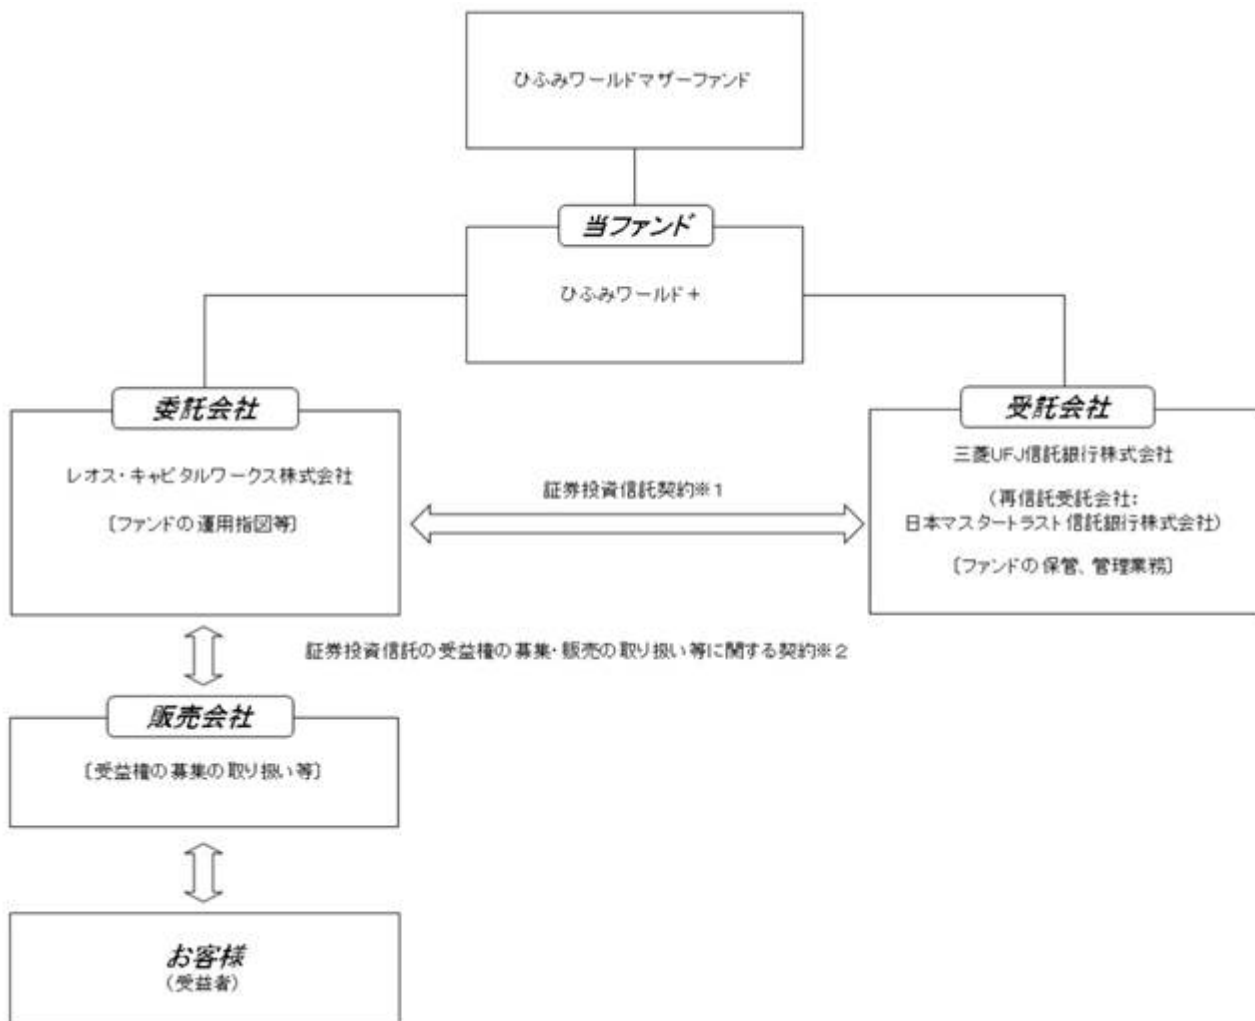 ひふみワールドマザーファンド
当ファンド
ひふみワールド＋
委託会社
レオス・キャピタルワークス株式会社
〔ファンドの運用指図等〕
証券投資信託契約※1
受託会社
三菱UFJ信託銀行株式会社
（再信託受託会社：
日本マスタートラスト信託銀行株式会社）
〔ファンドの保管、管理業務〕
証券投資信託の受益権の募集・販売の取り扱い等に関する契約※2
販売会社
〔受益権の募集の取り扱い等〕
お客様
（受益者）